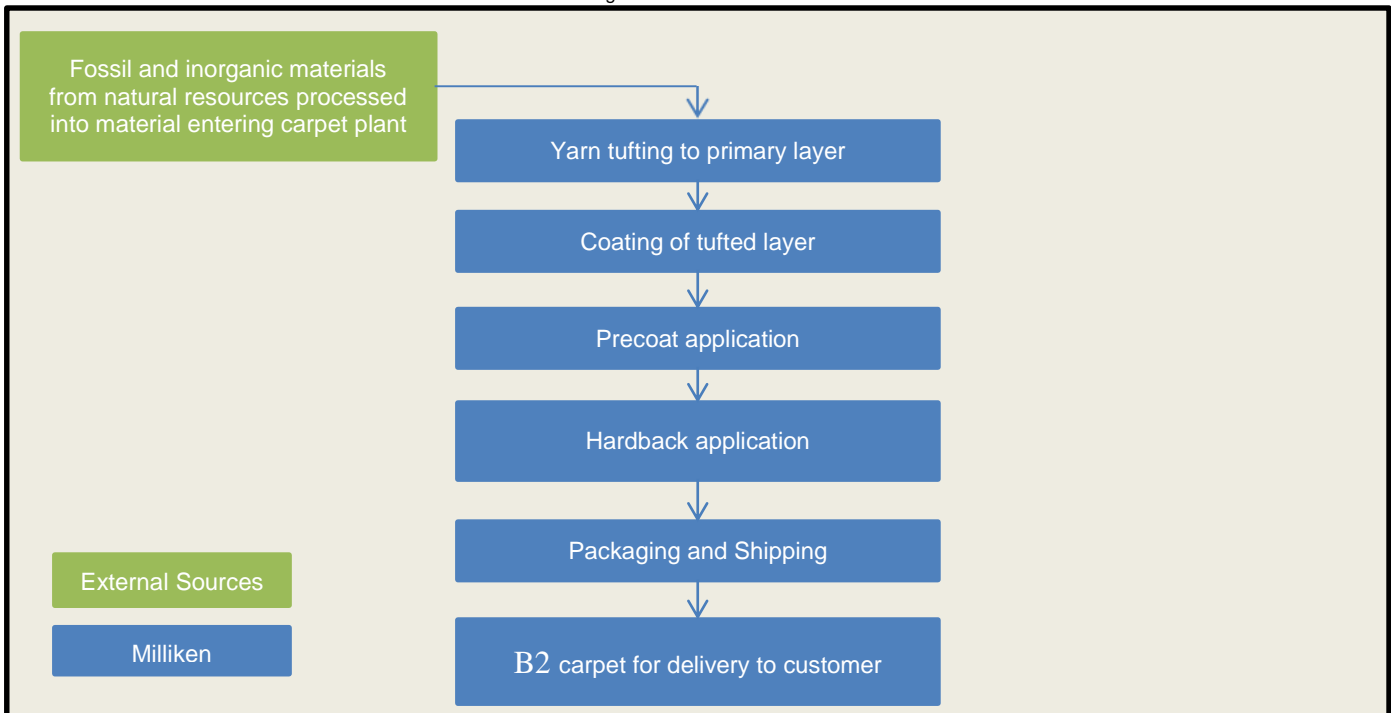 Fossil and inorganic materials
from natural resources processed
into material entering carpet plant
Yarn tufting to primary layer
Coating of tufted layer
Precoat application
Hardback application
Packaging and Shipping
External Sources
Milliken
B2 carpet for delivery to customer